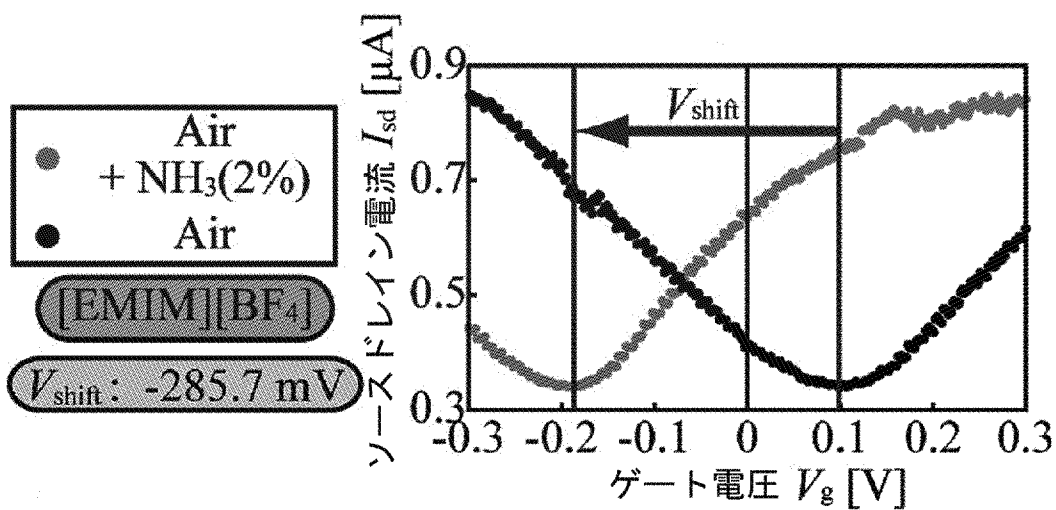 Air
+ NH₃(2%)
Air
[EMIM][BF₄]
Vshift : -285.7 mV
ソースドレイン電流 Isd [μA]
0.9
0.7
0.5
0.3
Vshift
-0.3 -0.2 -0.1 0 0.1 0.2 0.3
ゲート電圧 Vg [V]